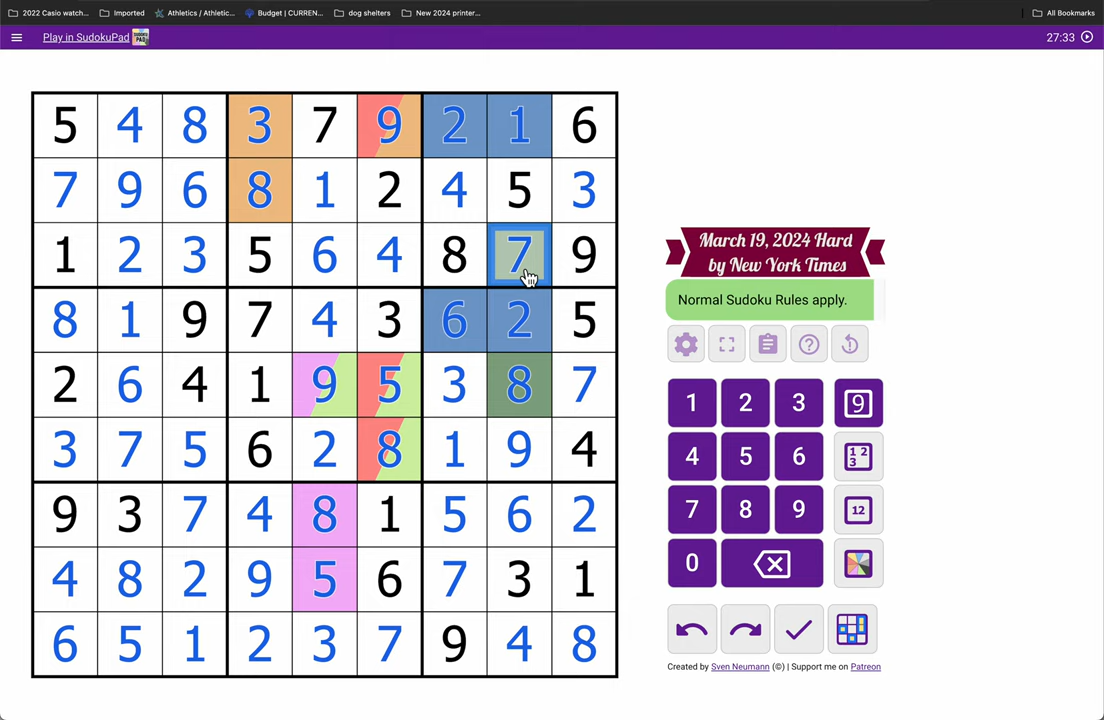 2022 Casio watch...
Imported
Athletics / Athletic...
Budget | CURREN...
dog shelters
New 2024 printer...
All Bookmarks
Play in SudokuPad
27:33
5 4 8 3 7 9 2 1 6
7 9 6 8 1 2 4 5 3
1 2 3 5 6 4 8 7 9
8 1 9 7 4 3 6 2 5
2 6 4 1 9 5 3 8 7
3 7 5 6 2 8 1 9 4
9 3 7 4 8 1 5 6 2
4 8 2 9 5 6 7 3 1
6 5 1 2 3 7 9 4 8
March 19, 2024 Hard
by New York Times
Normal Sudoku Rules apply.
1 2 3 9
4 5 6 1 2 3
7 8 9 12
0
Created by Sven Neumann (©) | Support me on Patreon